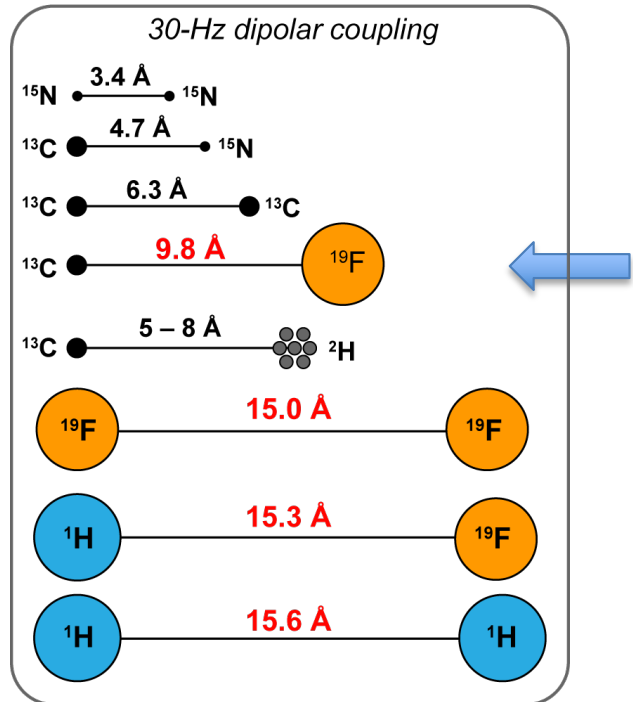 30-Hz dipolar coupling
¹⁵N 3.4 Å ¹⁵N
¹³C 4.7 Å ¹⁵N
¹³C 6.3 Å ¹³C
¹³C 9.8 Å ¹⁹F
¹³C 5 – 8 Å ²H
¹⁹F 15.0 Å ¹⁹F
¹H 15.3 Å ¹⁹F
¹H 15.6 Å ¹H